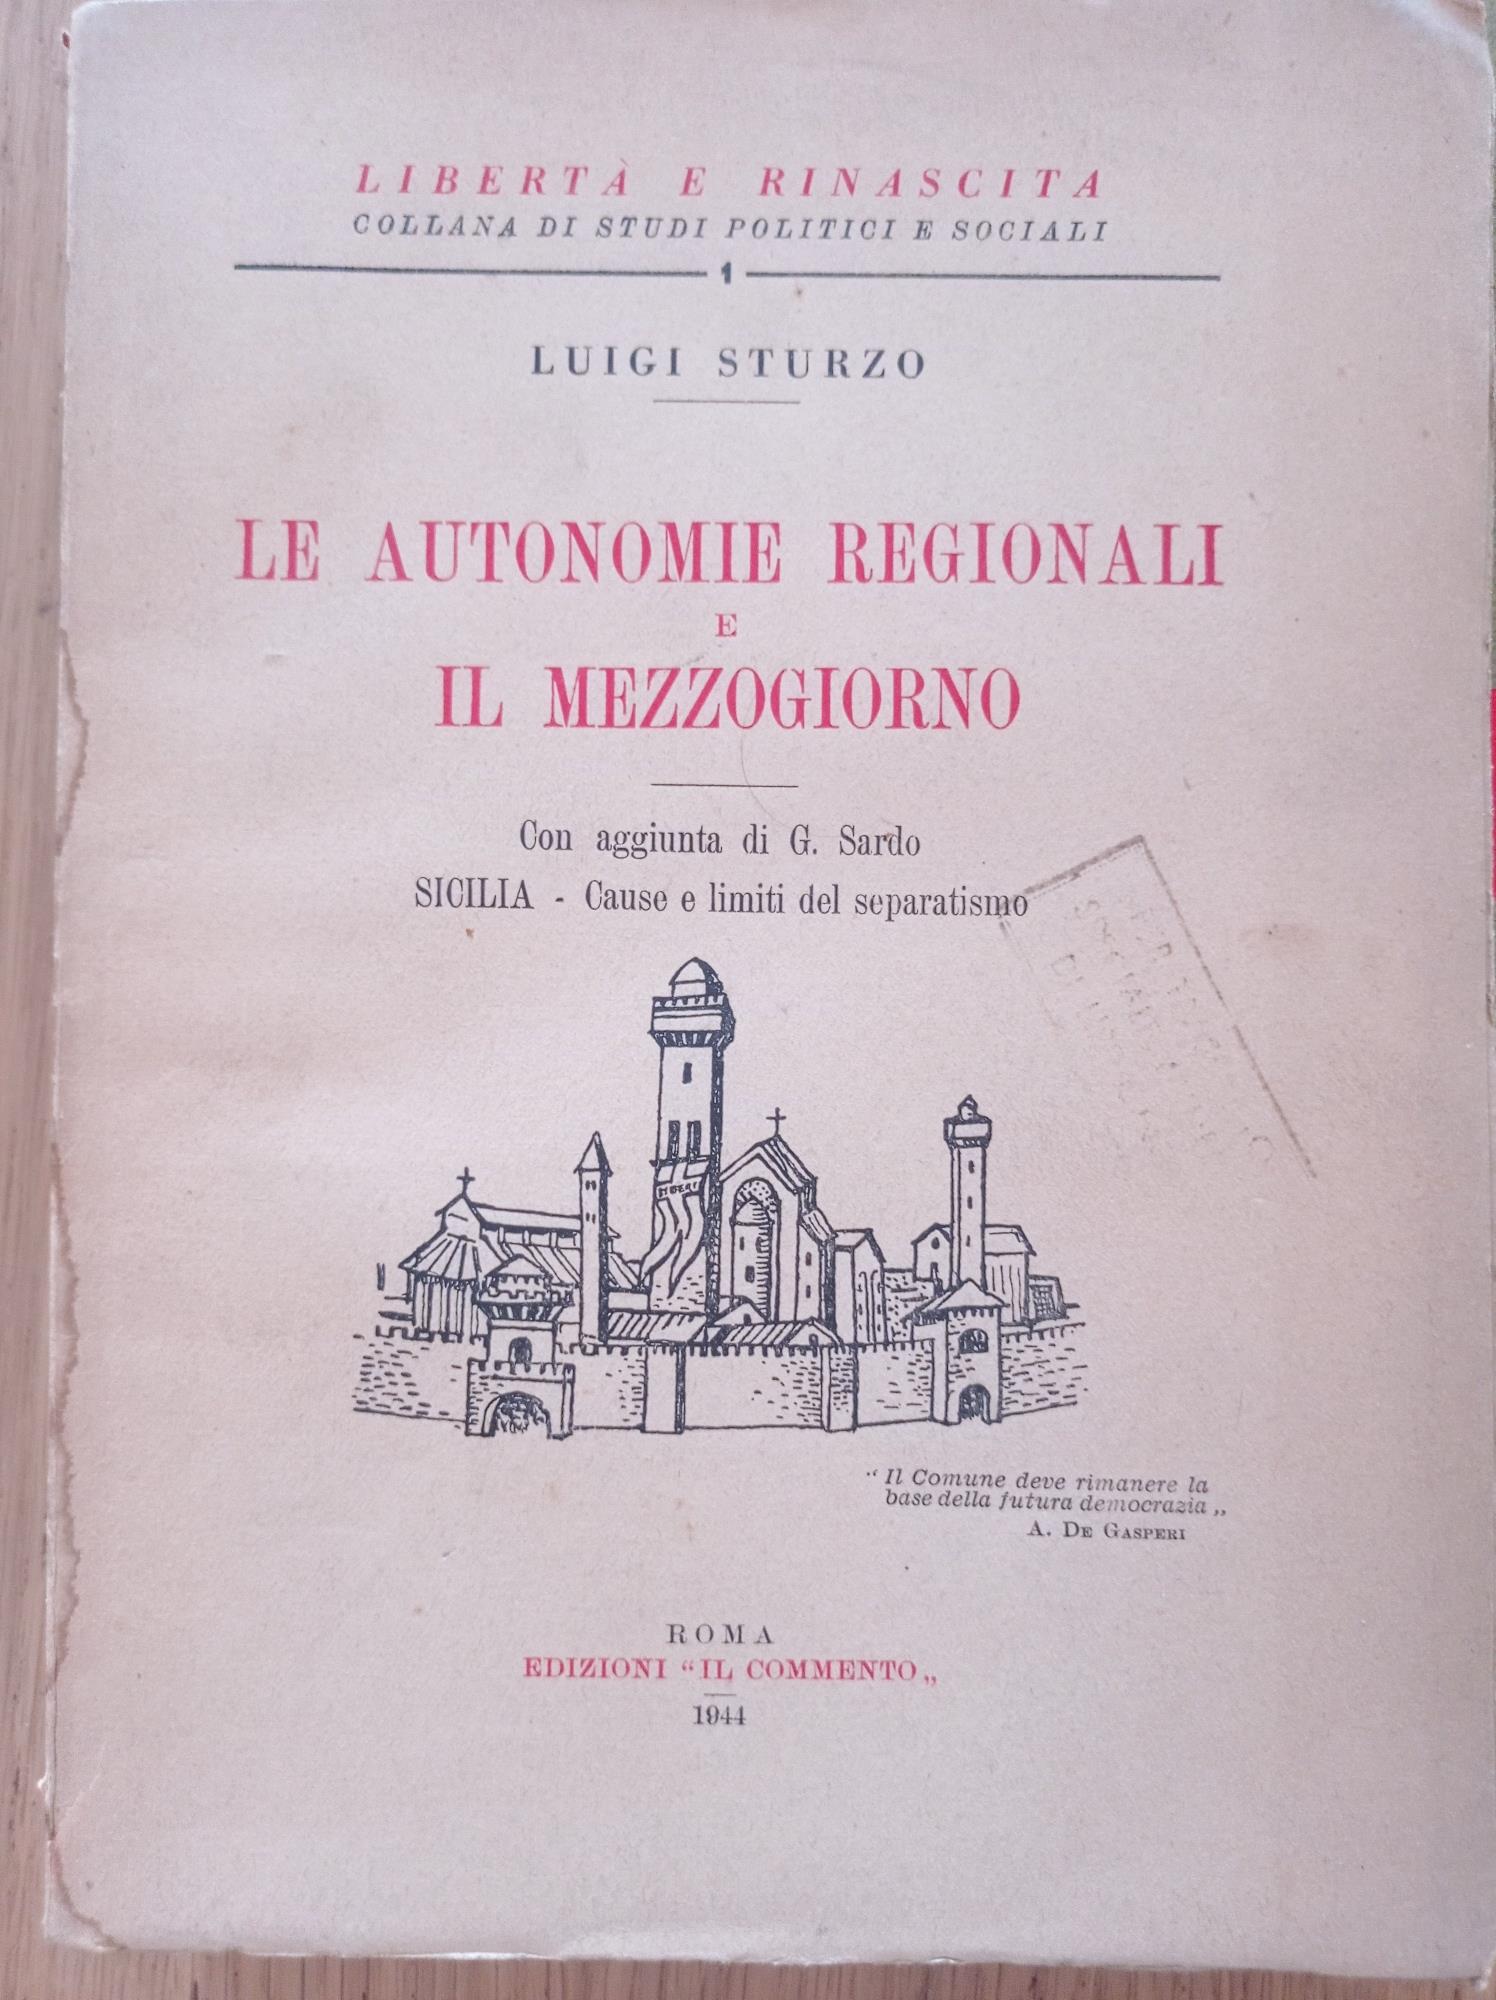 LIBERTÀ E RINASCITA
COLLANA DI STUDI POLITICI E SOCIALI
1
LUIGI STURZO
LE AUTONOMIE REGIONALI
E
IL MEZZOGIORNO
Con aggiunta di G. Sardo
SICILIA - Cause e limiti del separatismo
“ Il Comune deve rimanere la
base della futura democrazia „
A. DE GASPERI
ROMA
EDIZIONI “IL COMMENTO„
1944